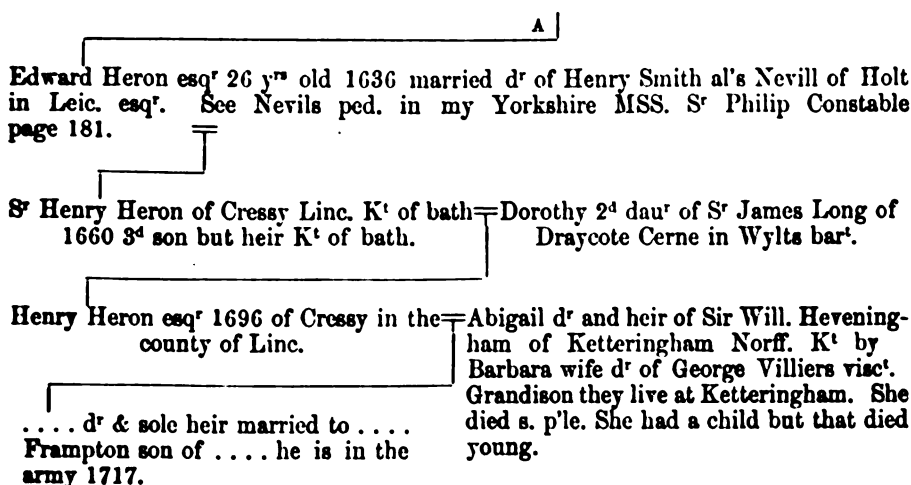 A
Edward Heron esqʳ 26 yʳˢ old 1636 married dʳ of Henry Smith al's Nevill of Holt
in Leic. esqʳ. See Nevils ped. in my Yorkshire MSS. Sʳ Philip Constable
page 181.
Sʳ Henry Heron of Cressy Linc. Kᵗ of bath=Dorothy 2ᵈ dauʳ of Sʳ James Long of
1660 3ᵈ son but heir Kᵗ of bath.
Draycote Cerne in Wylts barᵗ.
Henry Heron esqʳ 1696 of Cressy in the=Abigail dʳ and heir of Sir Will. Hevening-
county of Linc.
ham of Ketteringham Norff. Kᵗ by
Barbara wife dʳ of George Villiers viscᵗ.
Grandison they live at Ketteringham. She
died s. p'le. She had a child but that died
young.
. . . . dʳ & sole heir married to . . . .
Frampton son of . . . . he is in the
army 1717.